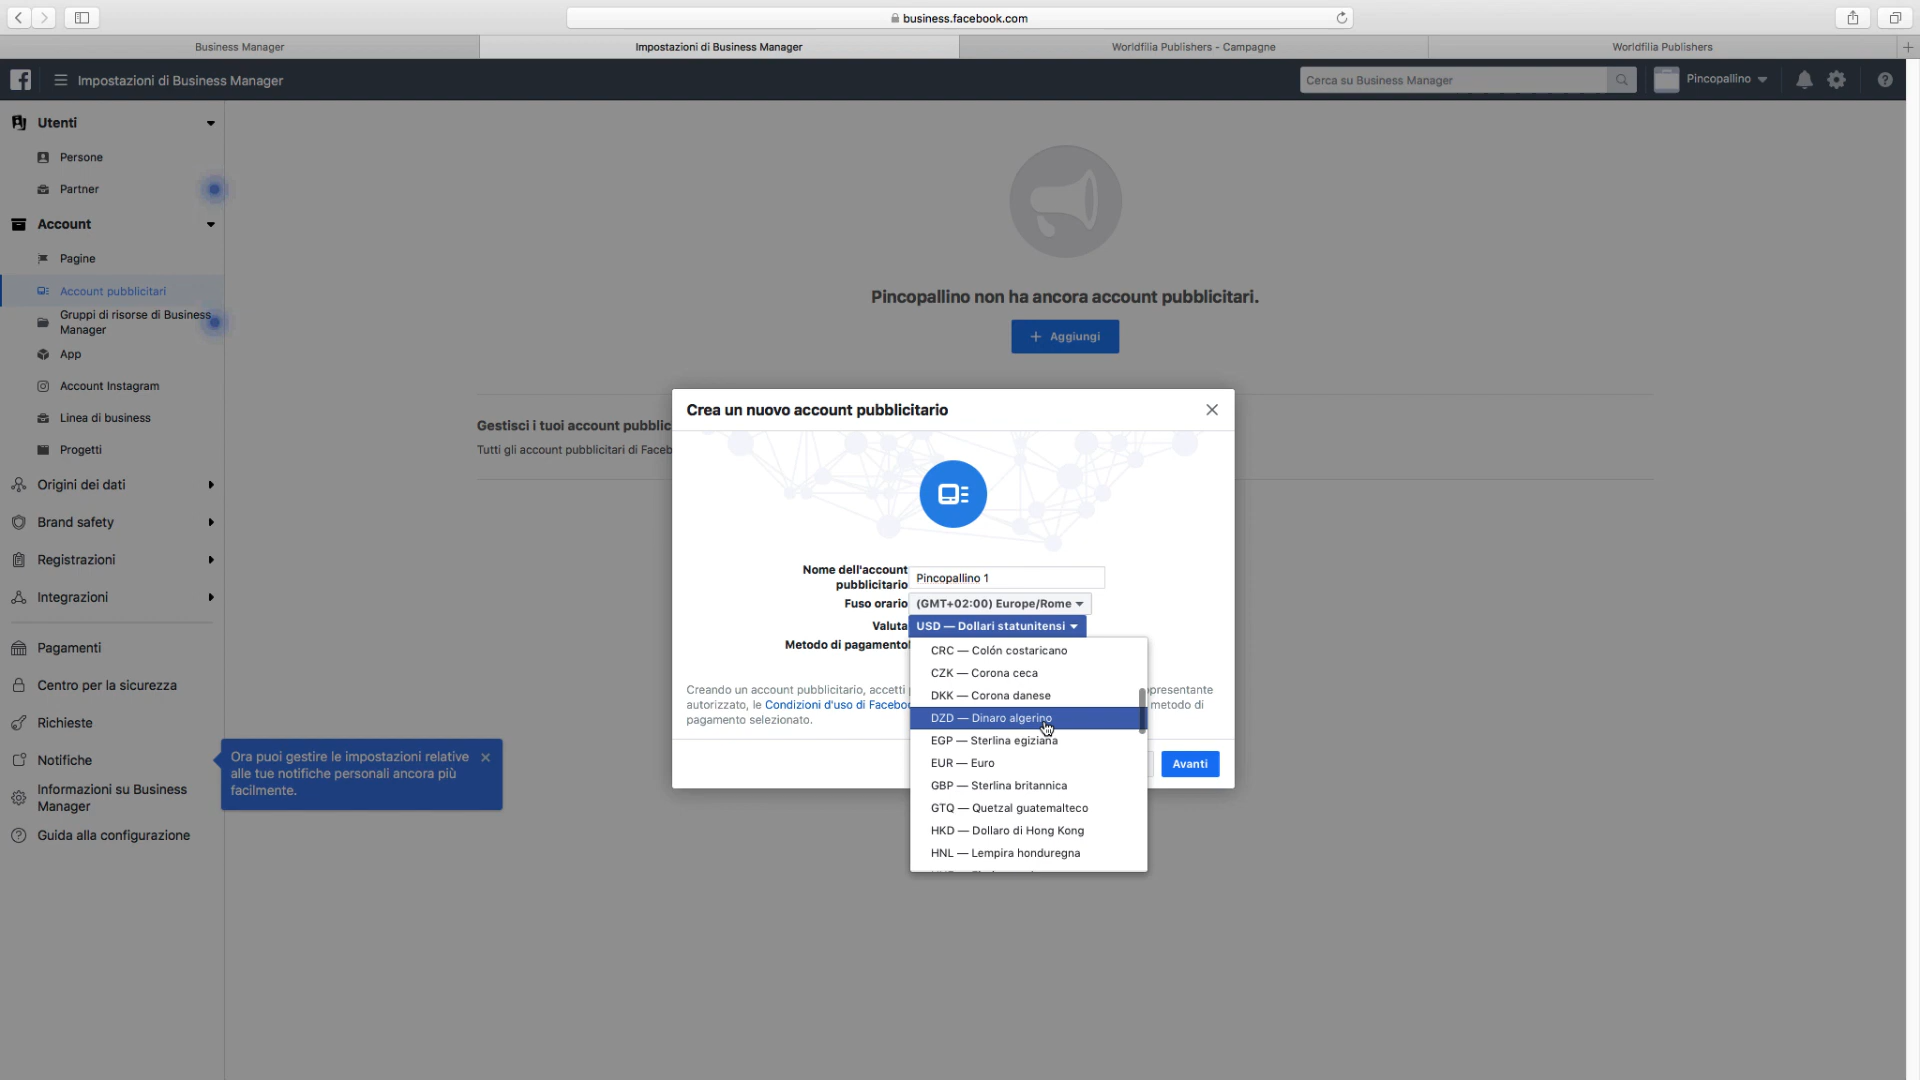 business.facebook.com
Business Manager
Impostazioni di Business Manager
Worldfilia Publishers - Campagne
Worldfilia Publishers
Impostazioni di Business Manager
Cerca su Business Manager
Pincopallino
Utenti
Persone
Partner
Account
Pagine
Account pubblicitari
Gruppi di risorse di Business
Manager
App
Account Instagram
Linea di business
Progetti
Origini dei dati
Brand safety
Registrazioni
Integrazioni
Pagamenti
Centro per la sicurezza
Richieste
Notifiche
Informazioni su Business
Manager
Guida alla configurazione
Ora puoi gestire le impostazioni relative
alle tue notifiche personali ancora più
facilmente.
Pincopallino non ha ancora account pubblicitari.
+ Aggiungi
Gestisci i tuoi account pubblic
Tutti gli account pubblicitari di Faceb
Crea un nuovo account pubblicitario
Nome dell'account
pubblicitario
Pincopallino 1
Fuso orario
(GMT+02:00) Europe/Rome
Valuta
USD — Dollari statunitensi
Metodo di pagamento
CRC — Colón costaricano
CZK — Corona ceca
DKK — Corona danese
DZD — Dinaro algerino
EGP — Sterlina egiziana
EUR — Euro
GBP — Sterlina britannica
GTQ — Quetzal guatemalteco
HKD — Dollaro di Hong Kong
HNL — Lempira honduregna
Creando un account pubblicitario, accetti presentante
autorizzato, le Condizioni d'uso di Facebo metodo di
pagamento selezionato.
Avanti